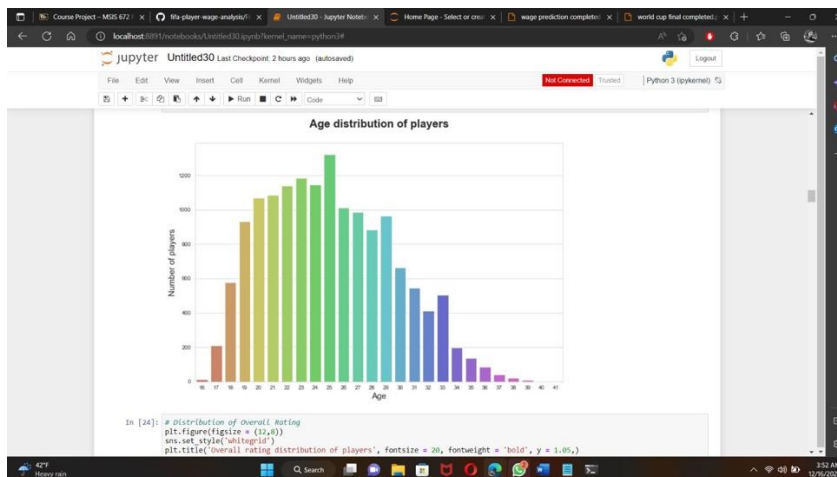 Course Project – MSIS 672
fifa-player-wage-analysis/
Untitled30 - Jupyter Noteb
Home Page - Select or creat
wage prediction completed
world cup final completed
localhost:8891/notebooks/Untitled30.ipynb?kernel_name=python3#
jupyter Untitled30 Last Checkpoint: 2 hours ago (autosaved)
Logout
File Edit View Insert Cell Kernel Widgets Help
Not Connected Trusted Python 3 (ipykernel)
Run Code
Age distribution of players
Number of players
1200
1000
800
600
400
200
0
16 17 18 19 20 21 22 23 24 25 26 27 28 29 30 31 32 33 34 35 36 37 38 39 40 41
Age
In [24]: # Distribution of Overall Rating
plt.figure(figsize = (12,8))
sns.set_style('whitegrid')
plt.title('Overall rating distribution of players', fontsize = 20, fontweight = 'bold', y = 1.05,)
42°F
Heavy rain
Search
3:52 AM
12/16/202